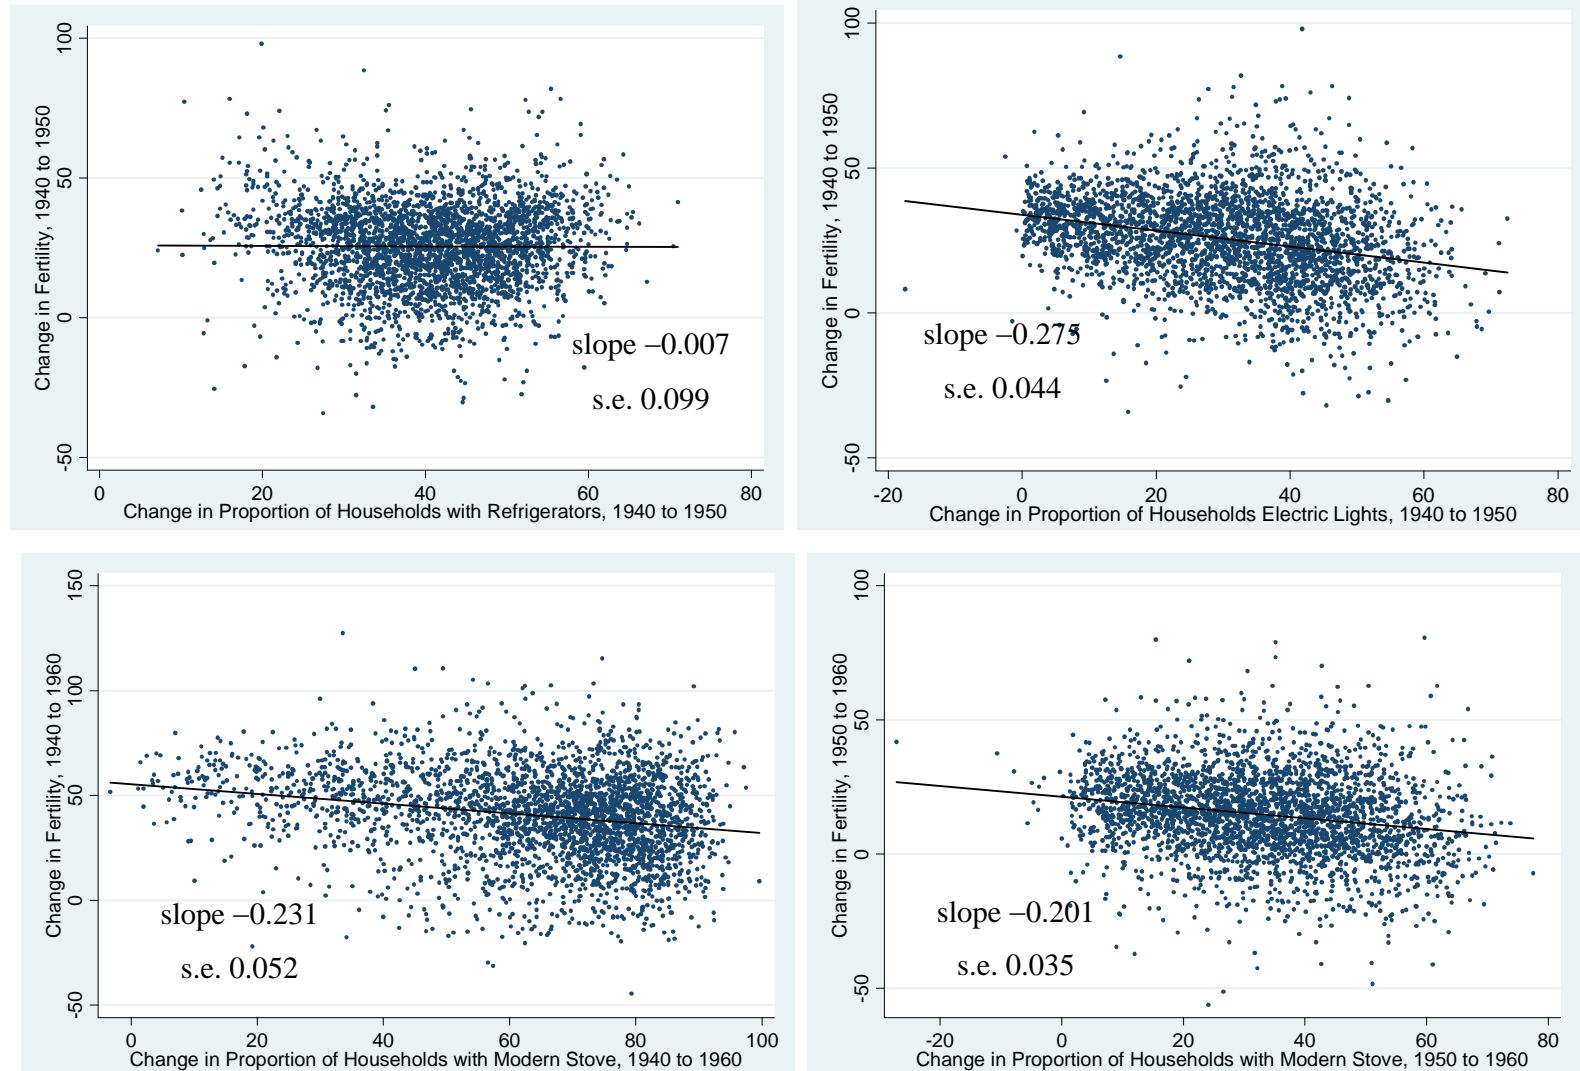 100
50
0
-50
Change in Fertility, 1940 to 1950
slope –0.007
s.e. 0.099
0 20 40 60 80
Change in Proportion of Households with Refrigerators, 1940 to 1950
100
50
0
-50
Change in Fertility, 1940 to 1950
slope –0.275
s.e. 0.044
-20 0 20 40 60 80
Change in Proportion of Households Electric Lights, 1940 to 1950
150
100
50
0
-50
Change in Fertility, 1940 to 1960
slope –0.231
s.e. 0.052
0 20 40 60 80 100
Change in Proportion of Households with Modern Stove, 1940 to 1960
100
50
0
-50
Change in Fertility, 1950 to 1960
slope –0.201
s.e. 0.035
-20 0 20 40 60 80
Change in Proportion of Households with Modern Stove, 1950 to 1960